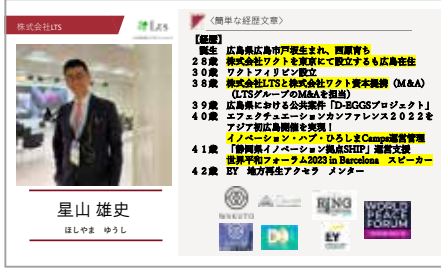 株式会社LTS
Lts
〈簡単な経歴文章〉
【経歴】
誕生 広島県広島市戸坂生まれ、西原育ち
28歳 株式会社ワクトを東京にて設立するも広島在住
30歳 ワクトフィリピン設立
38歳 株式会社LTSと株式会社ワクト資本提携(M&A)
(LTSグループのM&Aを担当)
39歳 広島県における公共案件「D-EGGSプロジェクト」
40歳 エフェクチュエーションカンファレンス2022を
アジア初広島開催を実現!
イノベーション・ハブ・ひろしまCamps運営管理
41歳 「静岡県イノベーション拠点SHIP」運営支援
世界平和フォーラム2023 in Barcelona スピーカー
42歳 EY 地方再生アクセラ メンター
星山 雄史
ほしやま ゆうし
WAKUTO
RING
EY
WORLD
PEACE
FORUM